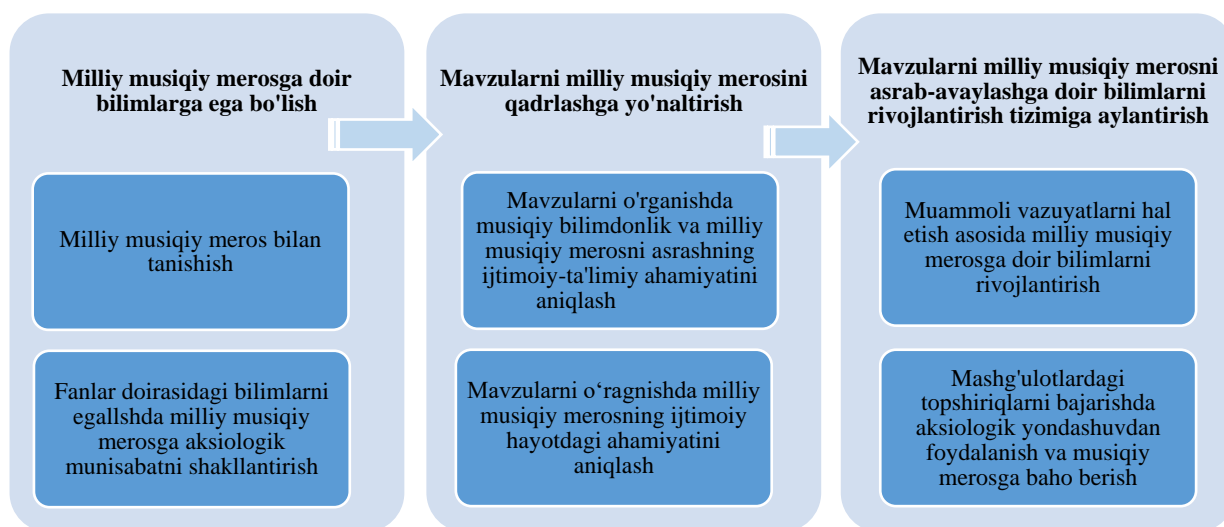 Milliy musiqiy merosga doir
bilimlarga ega bo'lish
Milliy musiqiy meros bilan
tanishish
Fanlar doirasidagi bilimlarni
egallshda milliy musiqiy
merosga aksiologik
munisabatni shakllantirish
Mavzularni milliy musiqiy merosini
qadrlashga yo'naltirish
Mavzularni o'rganishda
musiqiy bilimdonlik va milliy
musiqiy merosni asrashning
ijtimoiy-ta'limiy ahamiyatini
aniqlash
Mavzularni o‘ragnishda milliy
musiqiy merosning ijtimoiy
hayotdagi ahamiyatini
aniqlash
Mavzularni milliy musiqiy merosni
asrab-avaylashga doir bilimlarni
rivojlantirish tizimiga aylantirish
Muammoli vazuyatlarni hal
etish asosida milliy musiqiy
merosga doir bilimlarni
rivojlantirish
Mashg'ulotlardagi
topshiriqlarni bajarishda
aksiologik yondashuvdan
foydalanish va musiqiy
merosga baho berish